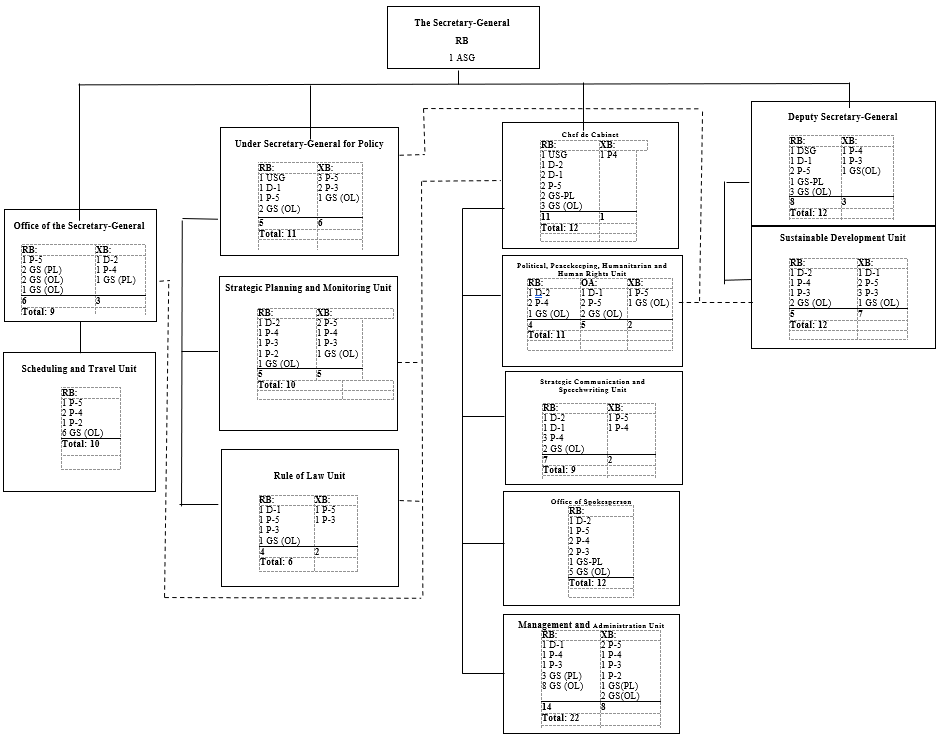 The Secretary-General
RB
1 ASG
Office of the Secretary-General
RB: XB:
1 P-5 1 D-2
2 GS (PL) 1 P-4
2 GS (OL) 1 GS (PL)
1 GS (OL)
6 3
Total: 9
Scheduling and Travel Unit
RB:
1 P-5
2 P-4
1 P-2
6 GS (OL)
Total: 10
Under Secretary-General for Policy
RB: XB:
1 USG 3 P-5
1 D-1 2 P-3
1 P-5 1 GS (OL)
2 GS (OL)
5 6
Total: 11
Strategic Planning and Monitoring Unit
RB: XB:
1 D-2 2 P-5
1 P-4 1 P-4
1 P-3 1 P-3
1 P-2 1 GS (OL)
1 GS (OL)
5 5
Total: 10
Rule of Law Unit
RB: XB:
1 D-1 1 P-5
1 P-5 1 P-3
1 P-3
1 GS (OL)
4 2
Total: 6
Chef de Cabinet
RB: XB:
1 USG 1 P4
1 D-2
2 D-1
2 P-5
2 GS-PL
3 GS (OL)
11 1
Total: 12
Political, Peacekeeping, Humanitarian and
Human Rights Unit
RB: OA: XB:
1 D-2 1 D-1 1 P-5
2 P-4 2 P-5 1 GS (OL)
1 GS (OL) 2 GS (OL)
4 5 2
Total: 11
Strategic Communication and
Speechwriting Unit
RB: XB:
1 D-2 1 P-5
1 D-1 1 P-4
3 P-4
2 GS (OL)
7 2
Total: 9
Office of Spokesperson
RB:
1 D-2
1 P-5
2 P-4
2 P-3
1 GS-PL
5 GS (OL)
Total: 12
Management and Administration Unit
RB: XB:
1 D-1 2 P-5
1 P-4 1 P-4
1 P-3 1 P-3
3 GS (PL) 1 P-2
8 GS (OL) 1 GS(PL)
2 GS(OL)
14 8
Total: 22
Deputy Secretary-General
RB: XB:
1 DSG 1 P-4
1 D-1 1 P-3
2 P-5 1 GS(OL)
1 GS-PL
3 GS (OL)
8 3
Total: 12
Sustainable Development Unit
RB: XB:
1 D-2 1 D-1
1 P-4 2 P-5
1 P-3 3 P-3
2 GS (OL) 1 GS (OL)
5 7
Total: 12